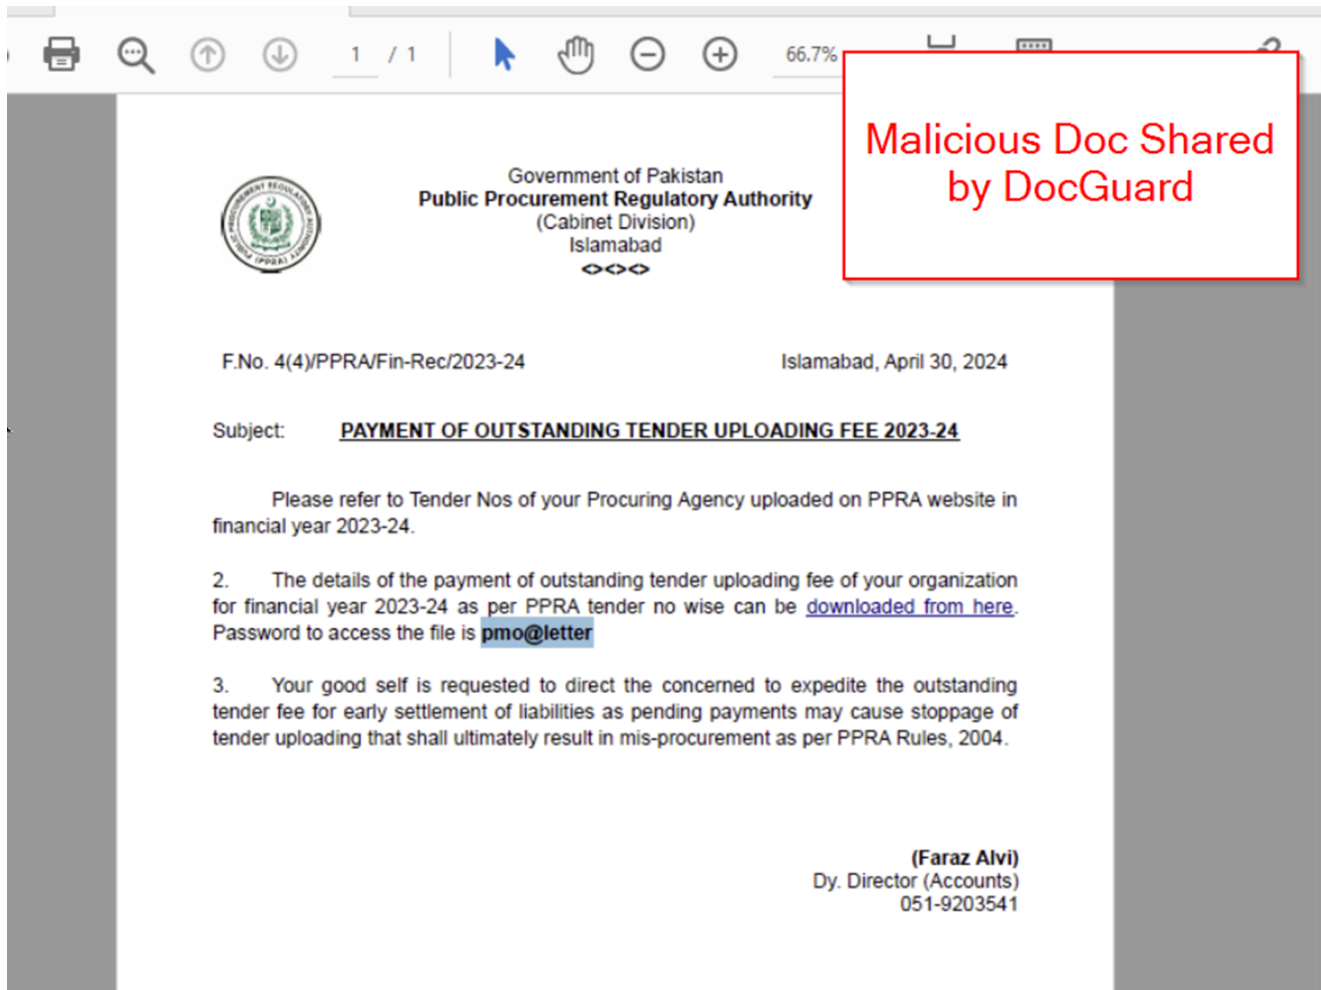 1 / 1
66.7%
Malicious Doc Shared
by DocGuard
Government of Pakistan
Public Procurement Regulatory Authority
(Cabinet Division)
Islamabad
<><><>
PUBLIC PROCUREMENT REGULATORY AUTHORITY
(PPRA)
F.No. 4(4)/PPRA/Fin-Rec/2023-24
Islamabad, April 30, 2024
Subject: PAYMENT OF OUTSTANDING TENDER UPLOADING FEE 2023-24
Please refer to Tender Nos of your Procuring Agency uploaded on PPRA website in
financial year 2023-24.
2. The details of the payment of outstanding tender uploading fee of your organization
for financial year 2023-24 as per PPRA tender no wise can be downloaded from here.
Password to access the file is pmo@letter
3. Your good self is requested to direct the concerned to expedite the outstanding
tender fee for early settlement of liabilities as pending payments may cause stoppage of
tender uploading that shall ultimately result in mis-procurement as per PPRA Rules, 2004.
(Faraz Alvi)
Dy. Director (Accounts)
051-9203541